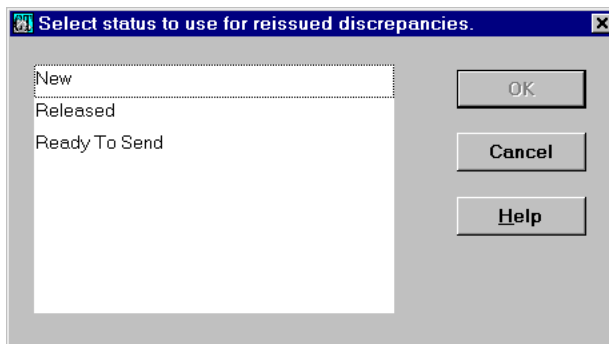 Select status to use for reissued discrepancies.
New
Released
Ready To Send
OK
Cancel
Help